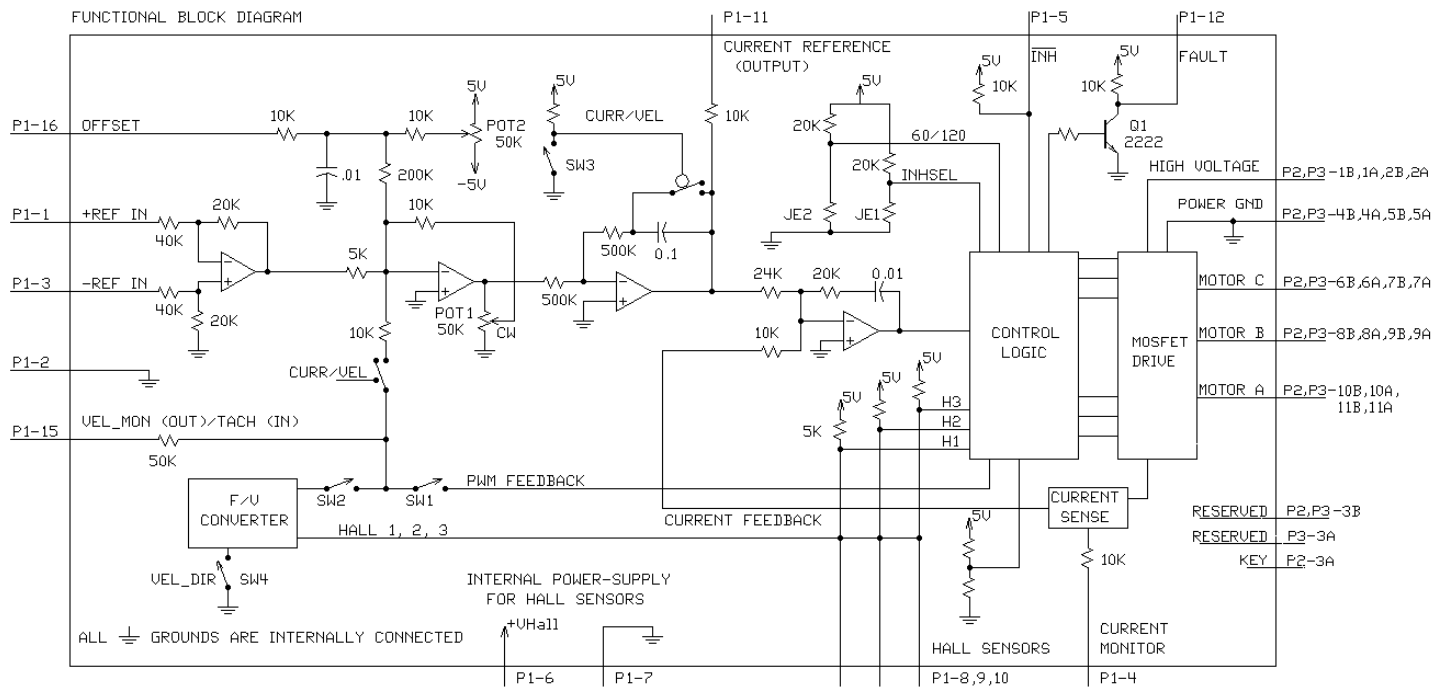 FUNCTIONAL BLOCK DIAGRAM
P1-11
P1-5
P1-12
CURRENT REFERENCE
(OUTPUT)
INH
FAULT
5V
10K
5V
10K
5V
5V
5V
P1-16 OFFSET
10K
10K
POT2
50K
CURR/VEL
10K
20K
60/120
Q1
2222
.01
-5V
200K
SW3
20K
INHSEL
HIGH VOLTAGE
P2,P3-1B,1A,2B,2A
P1-1 +REF IN
20K
10K
40K
500K
0.1
JE2
JE1
POWER GND
P2,P3-4B,4A,5B,5A
5K
24K
20K
0.01
P1-3 -REF IN
40K
20K
POT1
50K
CW
500K
MOTOR C
P2,P3-6B,6A,7B,7A
10K
10K
CONTROL
LOGIC
MOSFET
DRIVE
MOTOR B
P2,P3-8B,8A,9B,9A
P1-2
CURR/VEL
5V
5V
5V
MOTOR A
P2,P3-10B,10A,
11B,11A
P1-15 VEL_MON (OUT)/TACH (IN)
50K
5K
H3
H2
H1
F/V
CONVERTER
SW2
SW1
PWM FEEDBACK
CURRENT
SENSE
CURRENT FEEDBACK
RESERVED P2,P3-3B
HALL 1, 2, 3
5V
RESERVED P3-3A
10K
KEY P2-3A
VEL_DIR
SW4
INTERNAL POWER-SUPPLY
FOR HALL SENSORS
+VHall
ALL GROUNDS ARE INTERNALLY CONNECTED
HALL SENSORS
CURRENT
MONITOR
P1-6
P1-7
P1-8,9,10
P1-4